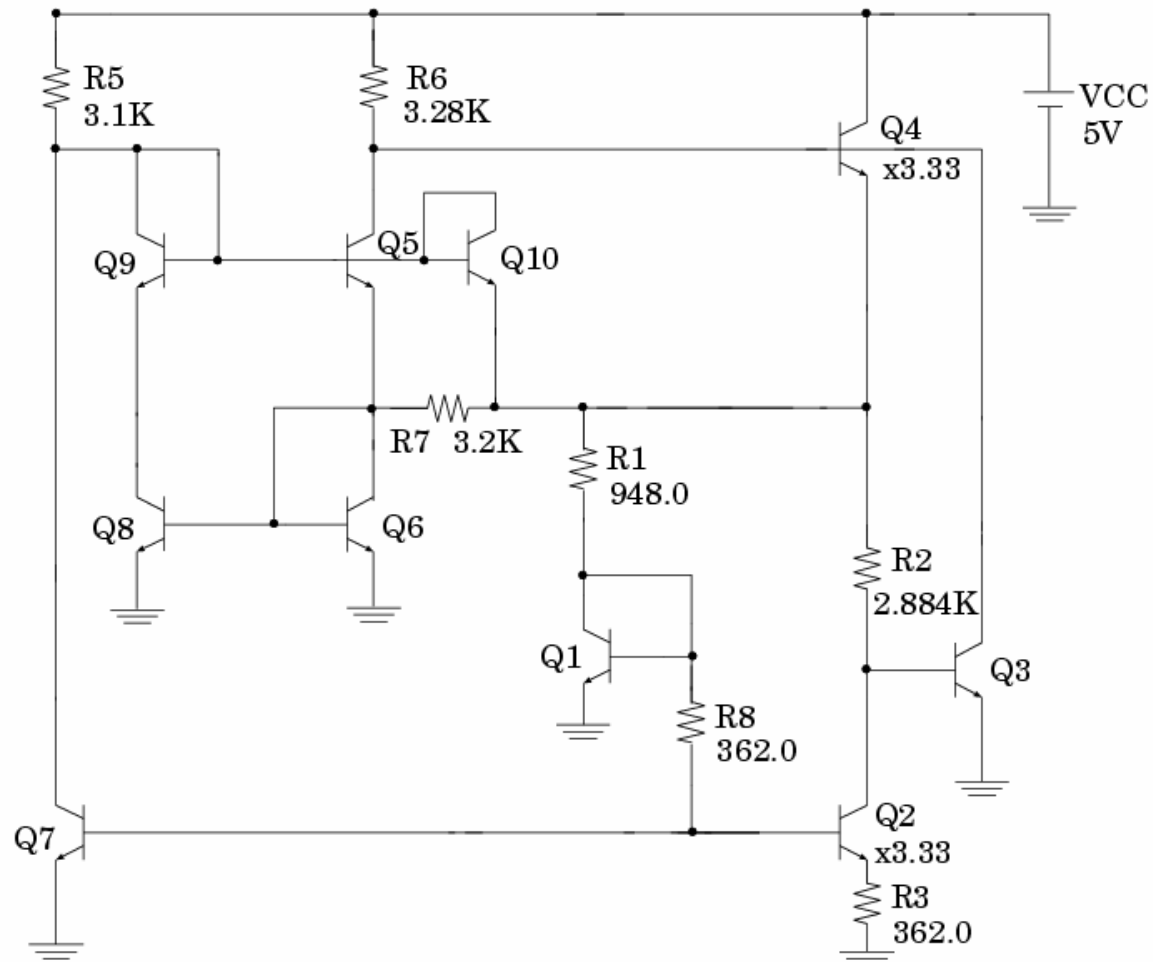 R5
3.1K
R6
3.28K
VCC
5V
Q4
x3.33
Q9
Q5
Q10
R7 3.2K
R1
948.0
Q8
Q6
R2
2.884K
Q1
Q3
R8
362.0
Q7
Q2
x3.33
R3
362.0